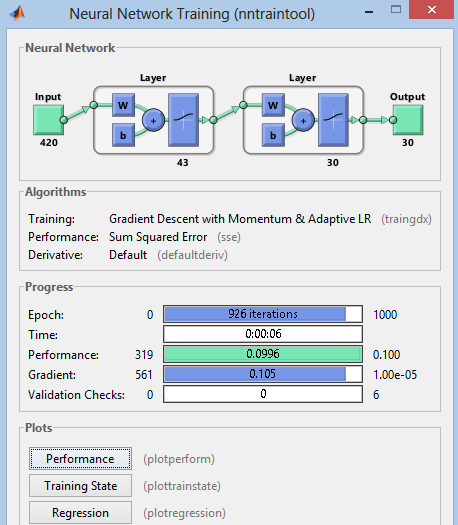 Neural Network Training (nntraintool)
Neural Network
Layer Layer
Input Output
W W
b + b +
420 43 30 30
Algorithms
Training: Gradient Descent with Momentum & Adaptive LR (traingdx)
Performance: Sum Squared Error (sse)
Derivative: Default (defaultderiv)
Progress
Epoch: 0 926 iterations 1000
Time: 0:00:06
Performance: 319 0.0996 0.100
Gradient: 561 0.105 1.00e-05
Validation Checks: 0 0 6
Plots
Performance (plotperform)
Training State (plottrainstate)
Regression (plotregression)